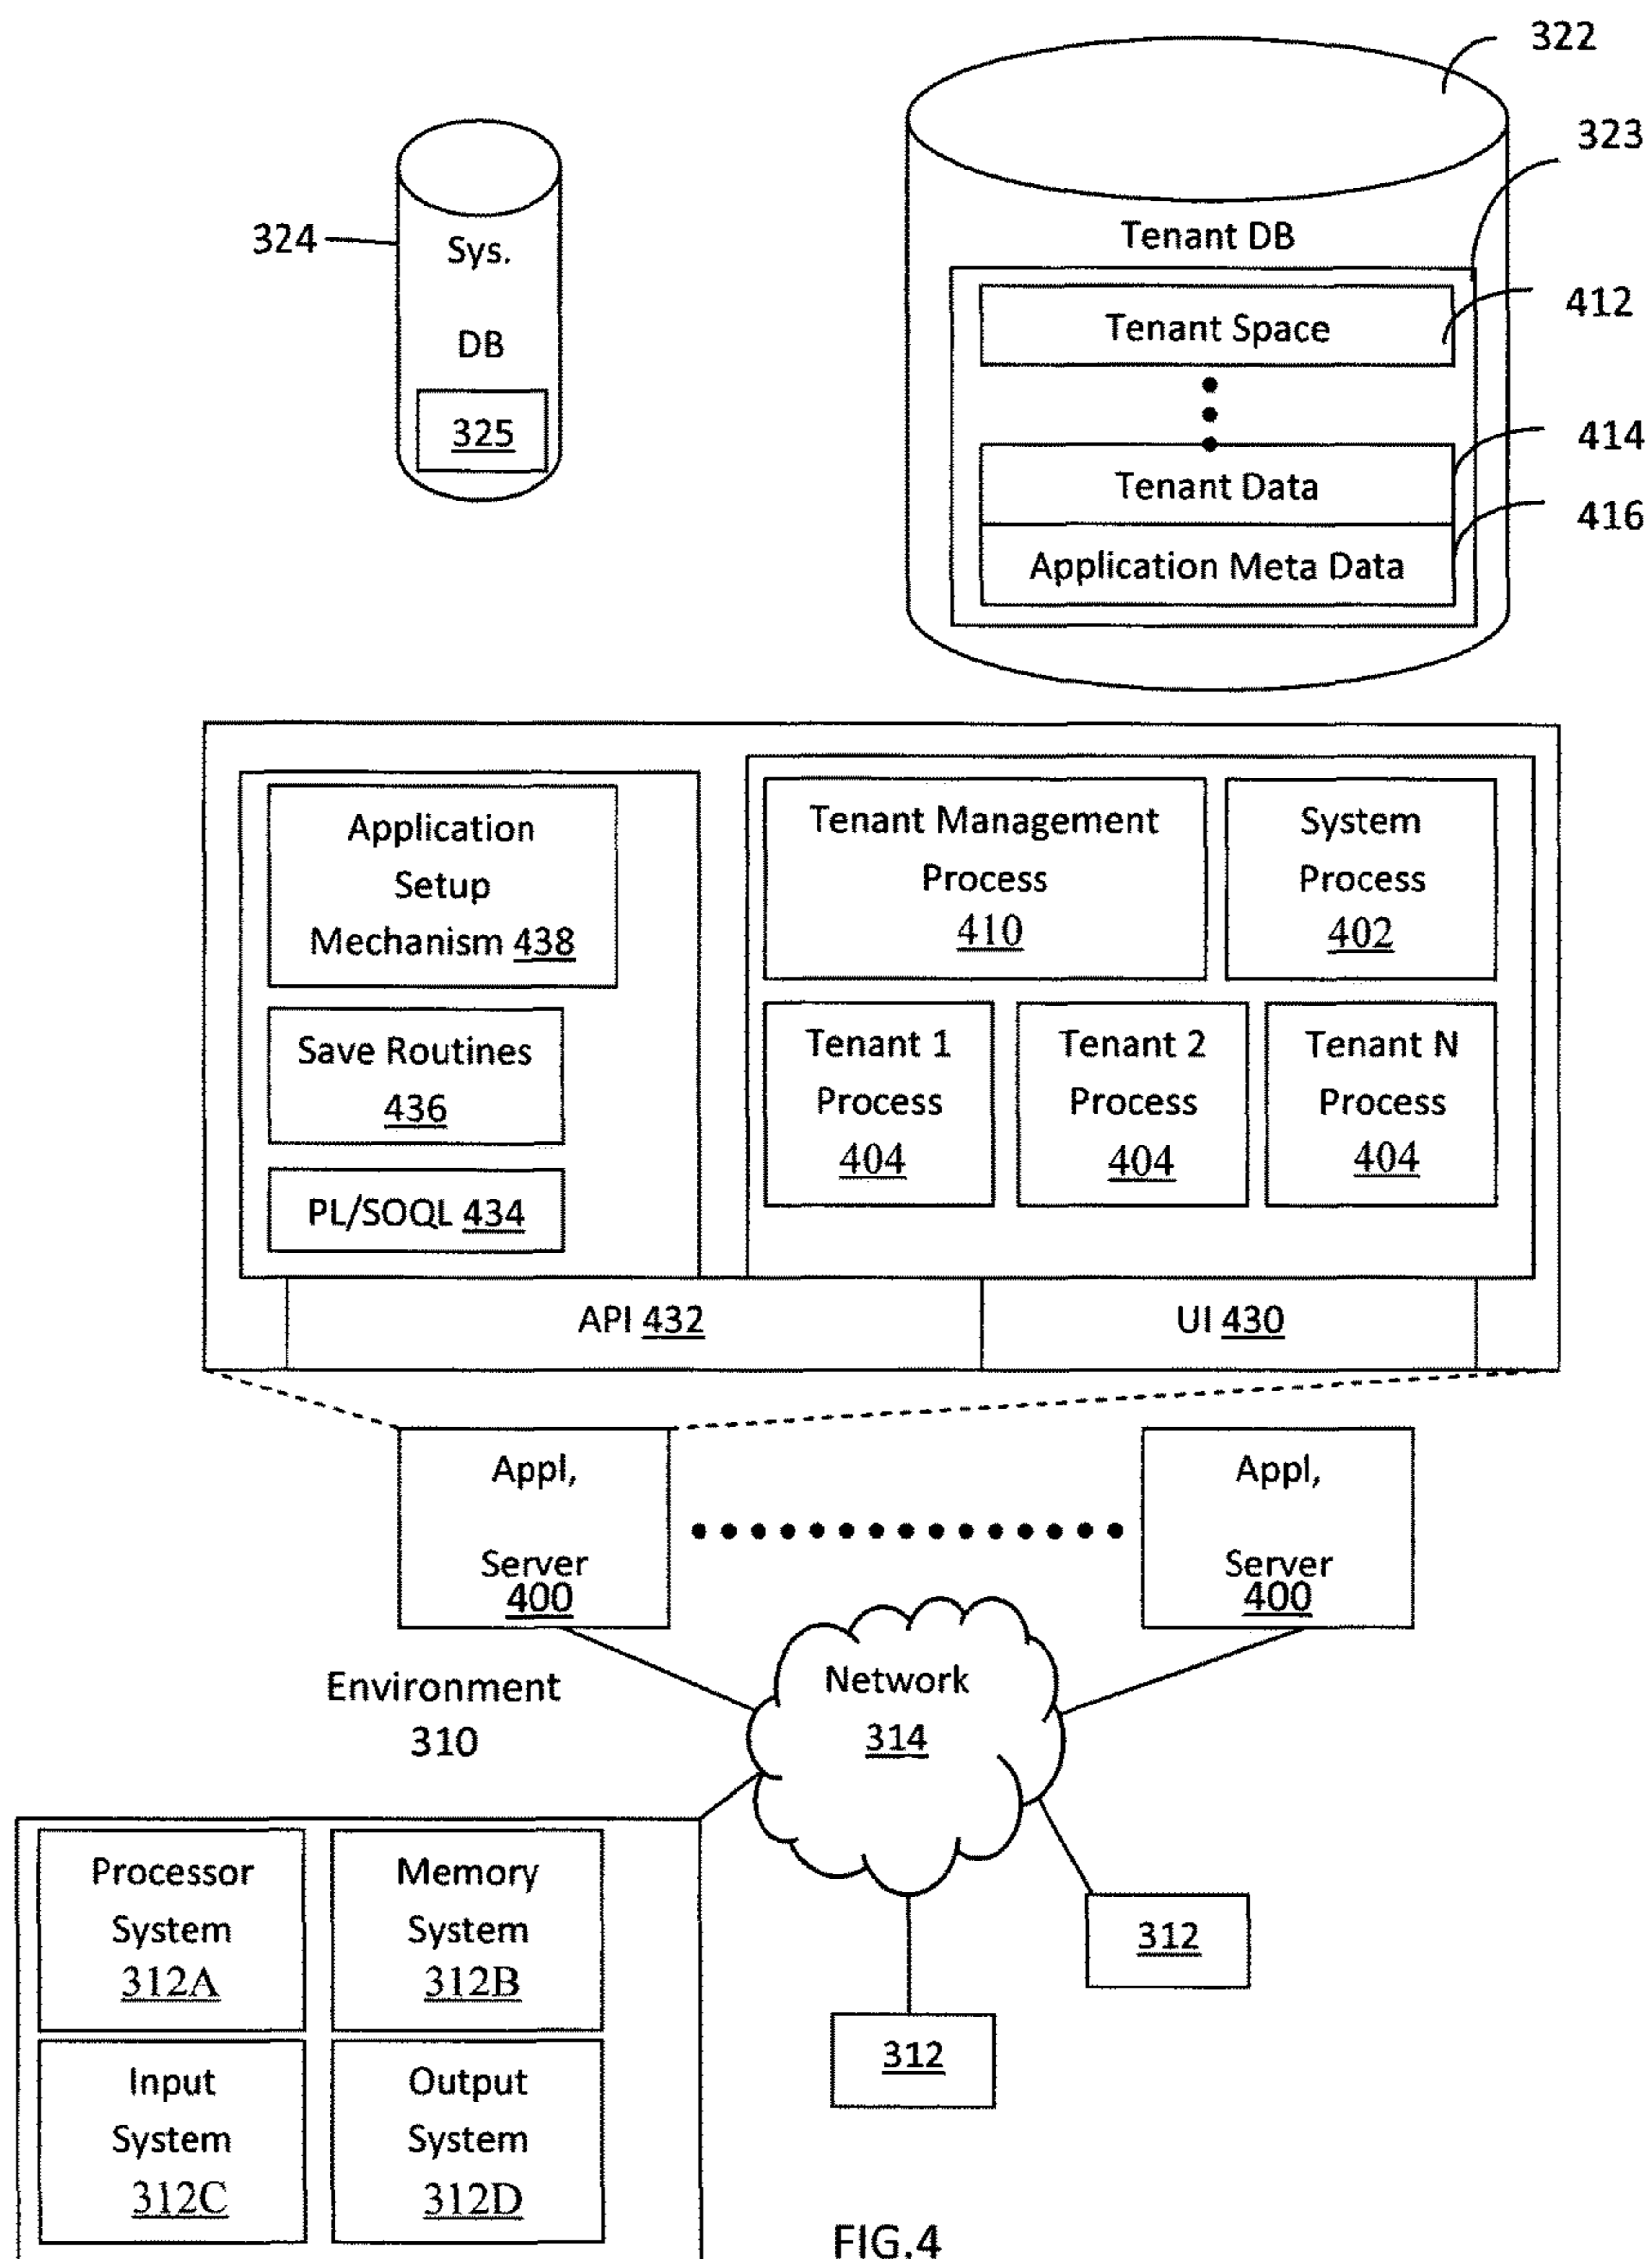 322
323
324
Sys.
DB
325
Tenant DB
Tenant Space
412
Tenant Data
414
Application Meta Data
416
Application
Setup
Mechanism 438
Save Routines
436
PL/SOQL 434
Tenant Management
Process
410
System
Process
402
Tenant 1
Process
404
Tenant 2
Process
404
Tenant N
Process
404
API 432
UI 430
Appl,
Server
400
Appl,
Server
400
Environment
310
Network
314
Processor
System
312A
Memory
System
312B
Input
System
312C
Output
System
312D
312
312
FIG.4